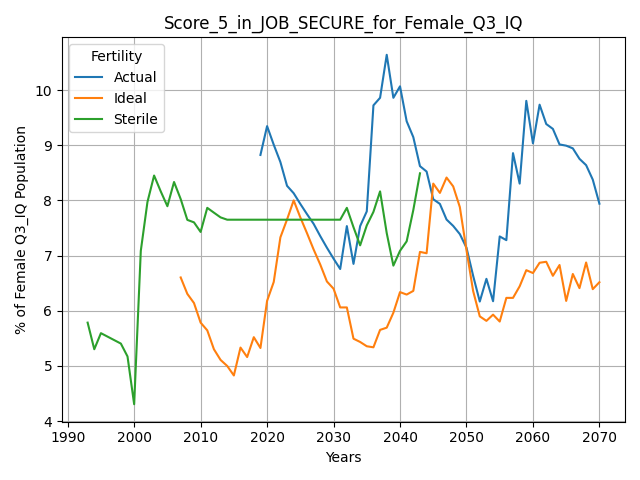 Score_5_in_JOB_SECURE_for_Female_Q3_IQ
Fertility
Actual
Ideal
Sterile
% of Female Q3_IQ Population
10
9
8
7
6
5
4
1990 2000 2010 2020 2030 2040 2050 2060 2070
Years